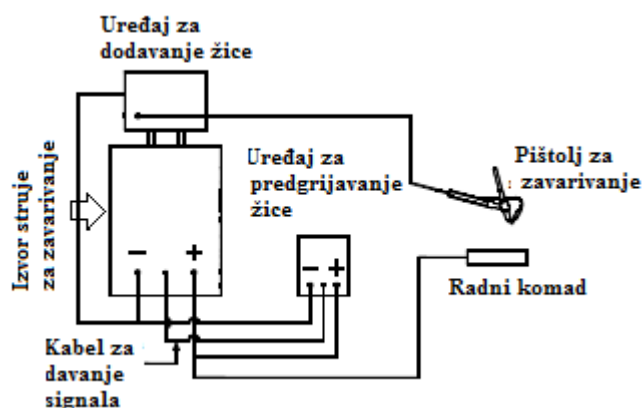 Uređaj za
dodavanje žice
Izvor struje
za zavarivanje
Uređaj za
predgrijavanje
žice
Pištolj za
zavarivanje
− +
− +
Radni komad
Kabel za
davanje
signala